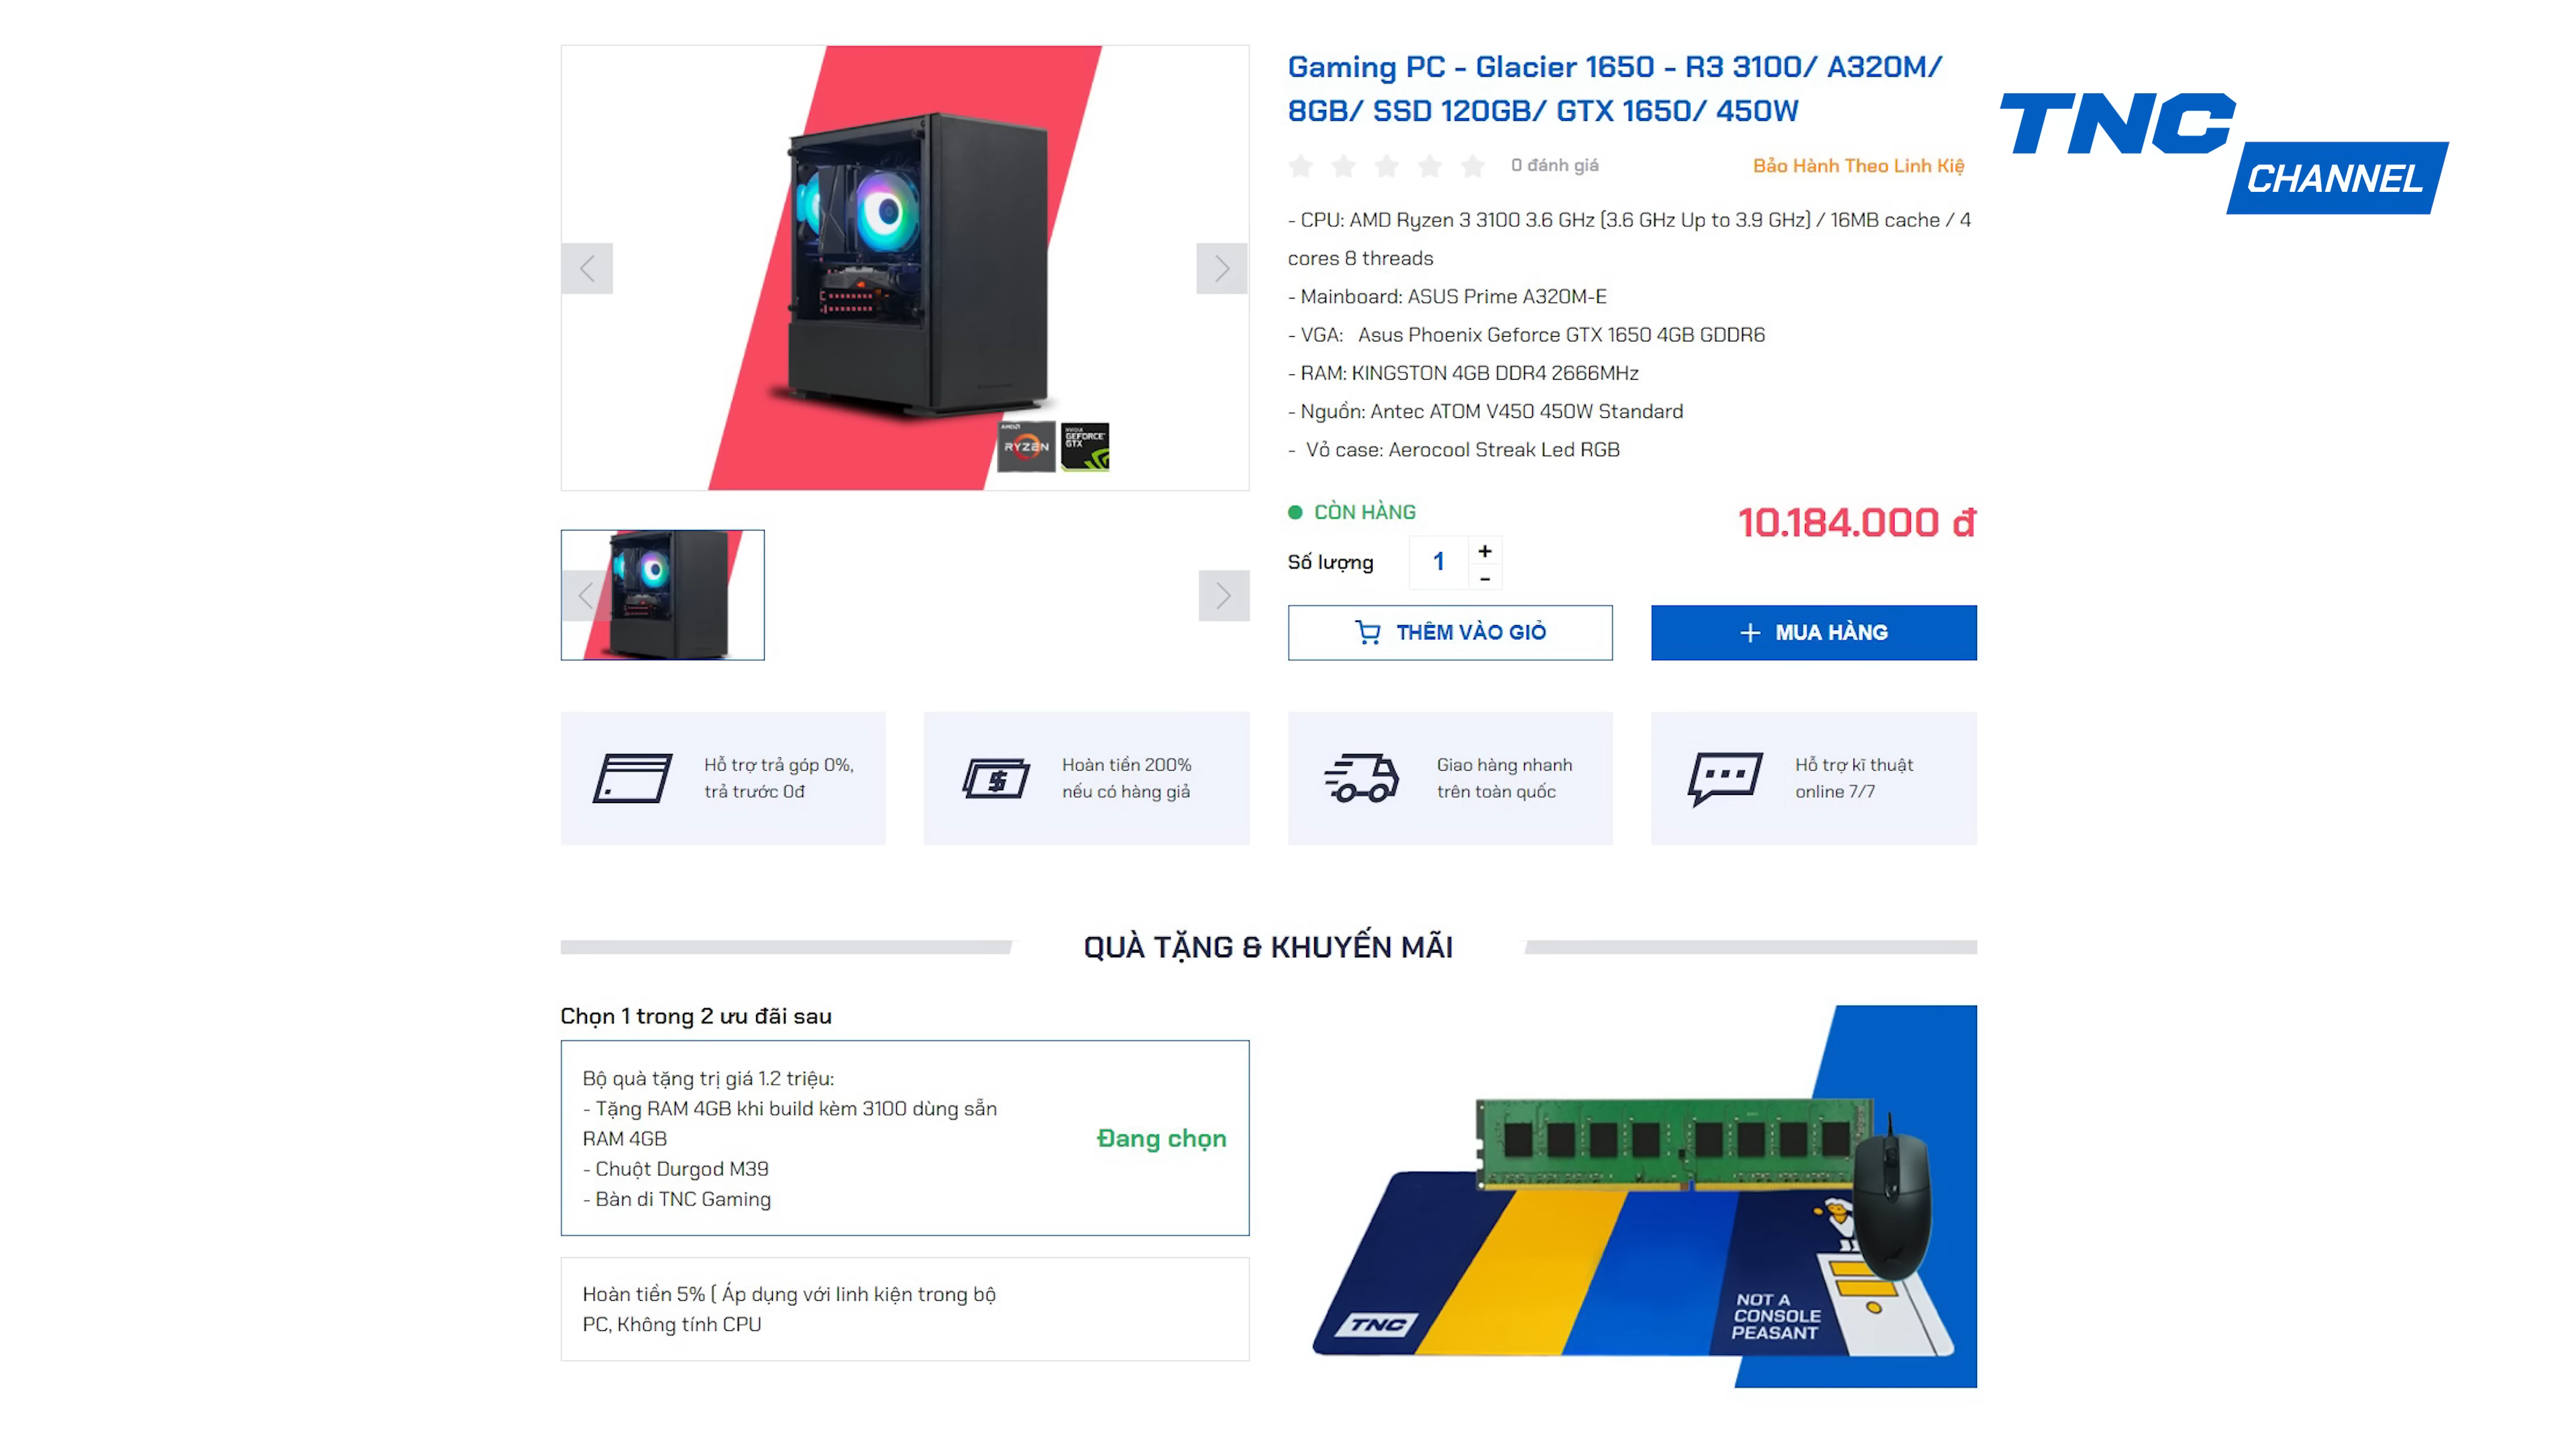 Gaming PC - Glacier 1650 - R3 3100/ A320M/
8GB/ SSD 120GB/ GTX 1650/ 450W
0 đánh giá
Bảo Hành Theo Linh Kiệ
- CPU: AMD Ryzen 3 3100 3.6 GHz (3.6 GHz Up to 3.9 GHz) / 16MB cache / 4
cores 8 threads
- Mainboard: ASUS Prime A320M-E
- VGA: Asus Phoenix Geforce GTX 1650 4GB GDDR6
- RAM: KINGSTON 4GB DDR4 2666MHz
- Nguồn: Antec ATOM V450 450W Standard
- Vỏ case: Aerocool Streak Led RGB
TNC
CHANNEL
RYZEN
NVIDIA
GEFORCE
GTX
CÒN HÀNG
10.184.000 đ
Số lượng
1
+
-
THÊM VÀO GIỎ
+ MUA HÀNG
Hỗ trợ trả góp 0%,
trả trước 0đ
Hoàn tiền 200%
nếu có hàng giả
Giao hàng nhanh
trên toàn quốc
Hỗ trợ kĩ thuật
online 7/7
QUÀ TẶNG & KHUYẾN MÃI
Chọn 1 trong 2 ưu đãi sau
Bộ quà tặng trị giá 1.2 triệu:
- Tặng RAM 4GB khi build kèm 3100 dùng sẵn
RAM 4GB
- Chuột Durgod M39
- Bàn di TNC Gaming
Đang chọn
Hoàn tiền 5% ( Áp dụng với linh kiện trong bộ
PC, Không tính CPU
TNC
NOT A
CONSOLE
PEASANT